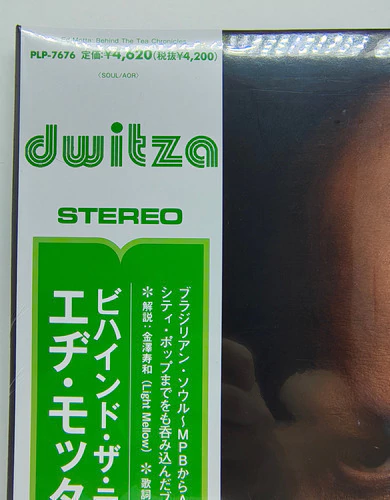 Motta: Behind The Tea Chronicles
PLP-7676 定価:¥4,620(税抜¥4,200)
(SOUL/AOR)
dwitza
STEREO
ブラジリアン・ソウル〜MPBからA
シティ・ポップまでをも呑み込んだブ
＊解説:金澤寿和 (Light Mellow) ＊歌詞
ビハインド・ザ・テ
エヂ・モッタ